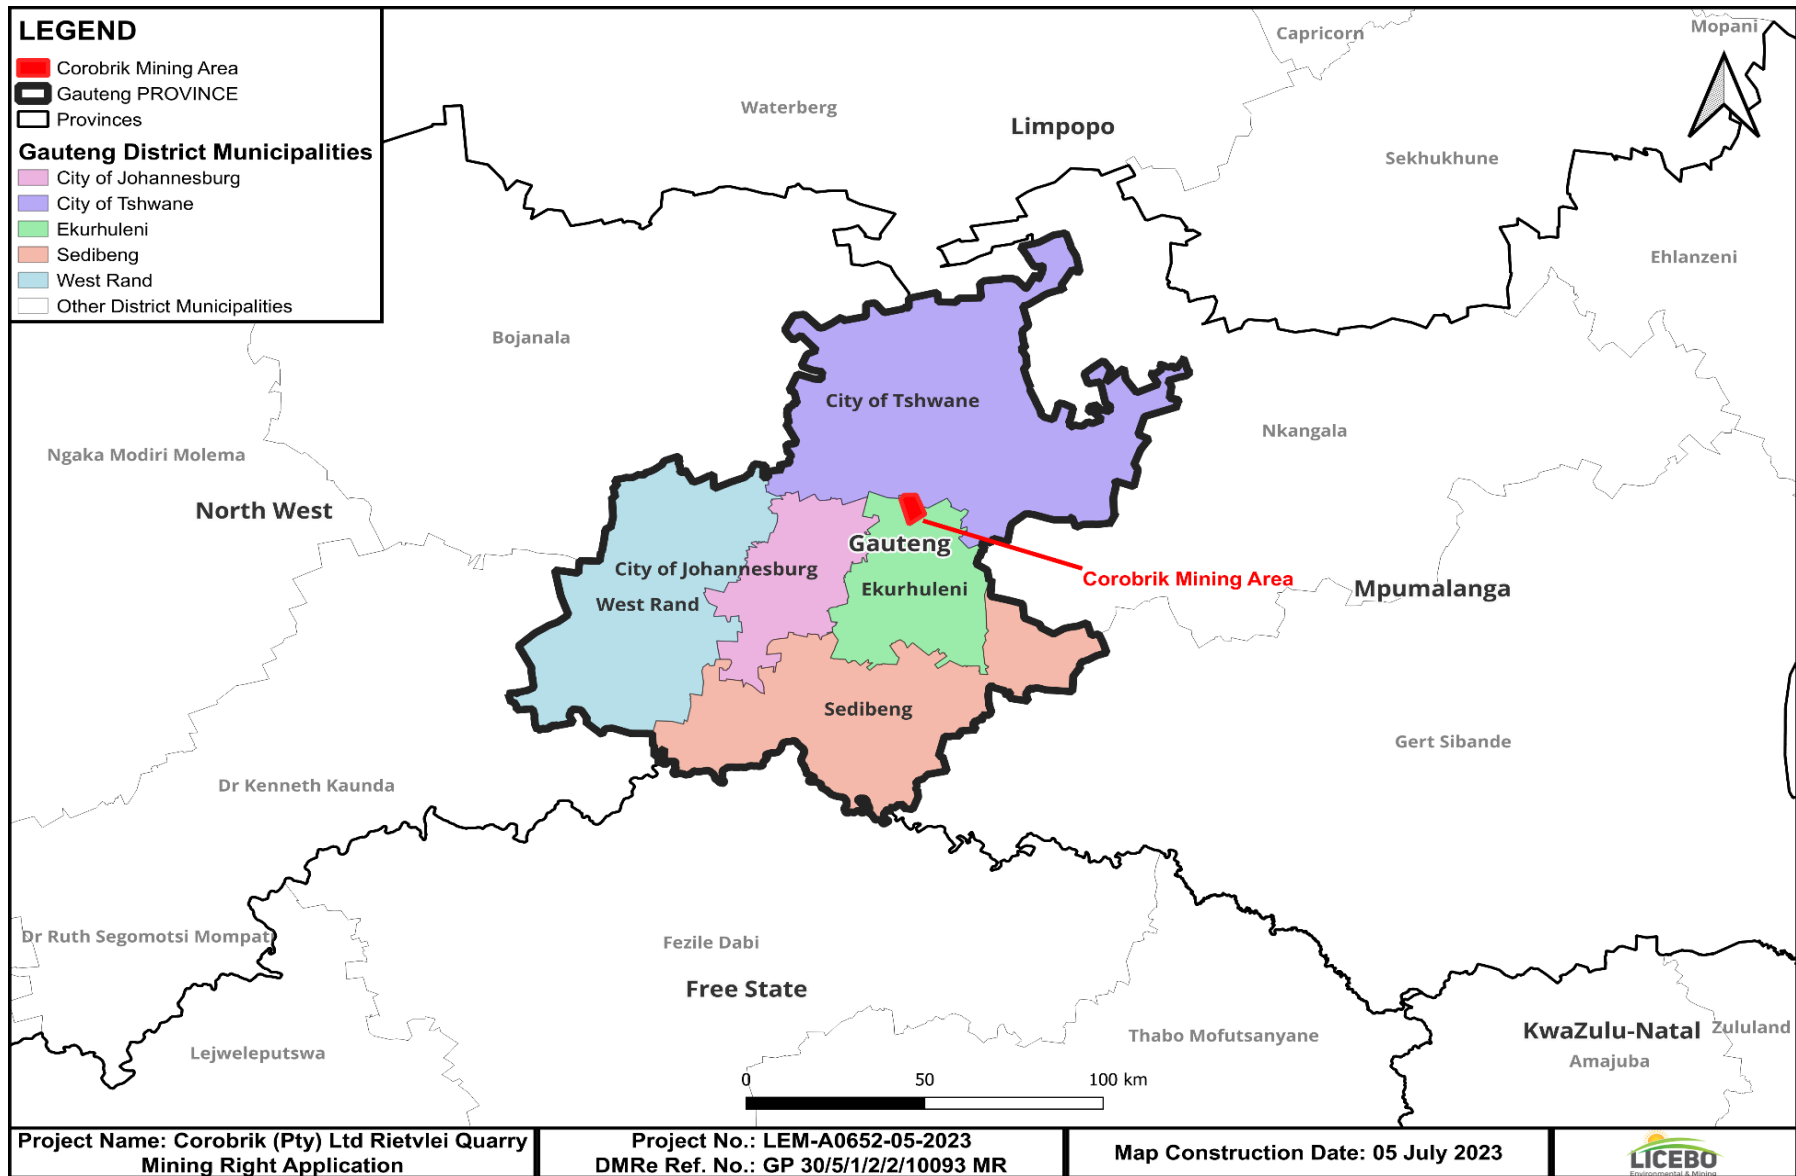 LEGEND
Corobrik Mining Area
Gauteng PROVINCE
Provinces
Gauteng District Municipalities
City of Johannesburg
City of Tshwane
Ekurhuleni
Sedibeng
West Rand
Other District Municipalities
Capricorn
Mopani
Waterberg
Limpopo
Sekhukhune
Ehlanzeni
Bojanala
City of Tshwane
Nkangala
Ngaka Modiri Molema
North West
Gauteng
City of Johannesburg
Corobrik Mining Area
Ekurhuleni
Mpumalanga
West Rand
Sedibeng
Gert Sibande
Dr Kenneth Kaunda
Dr Ruth Segomotsi Mompati
Fezile Dabi
Free State
Thabo Mofutsanyane
KwaZulu-Natal
Zululand
Amajuba
Lejweleputswa
0 50 100 km
Project Name: Corobrik (Pty) Ltd Rietvlei Quarry
Mining Right Application
Project No.: LEM-A0652-05-2023
DMRe Ref. No.: GP 30/5/1/2/2/10093 MR
Map Construction Date: 05 July 2023
LICEBO
Environmental & Mining